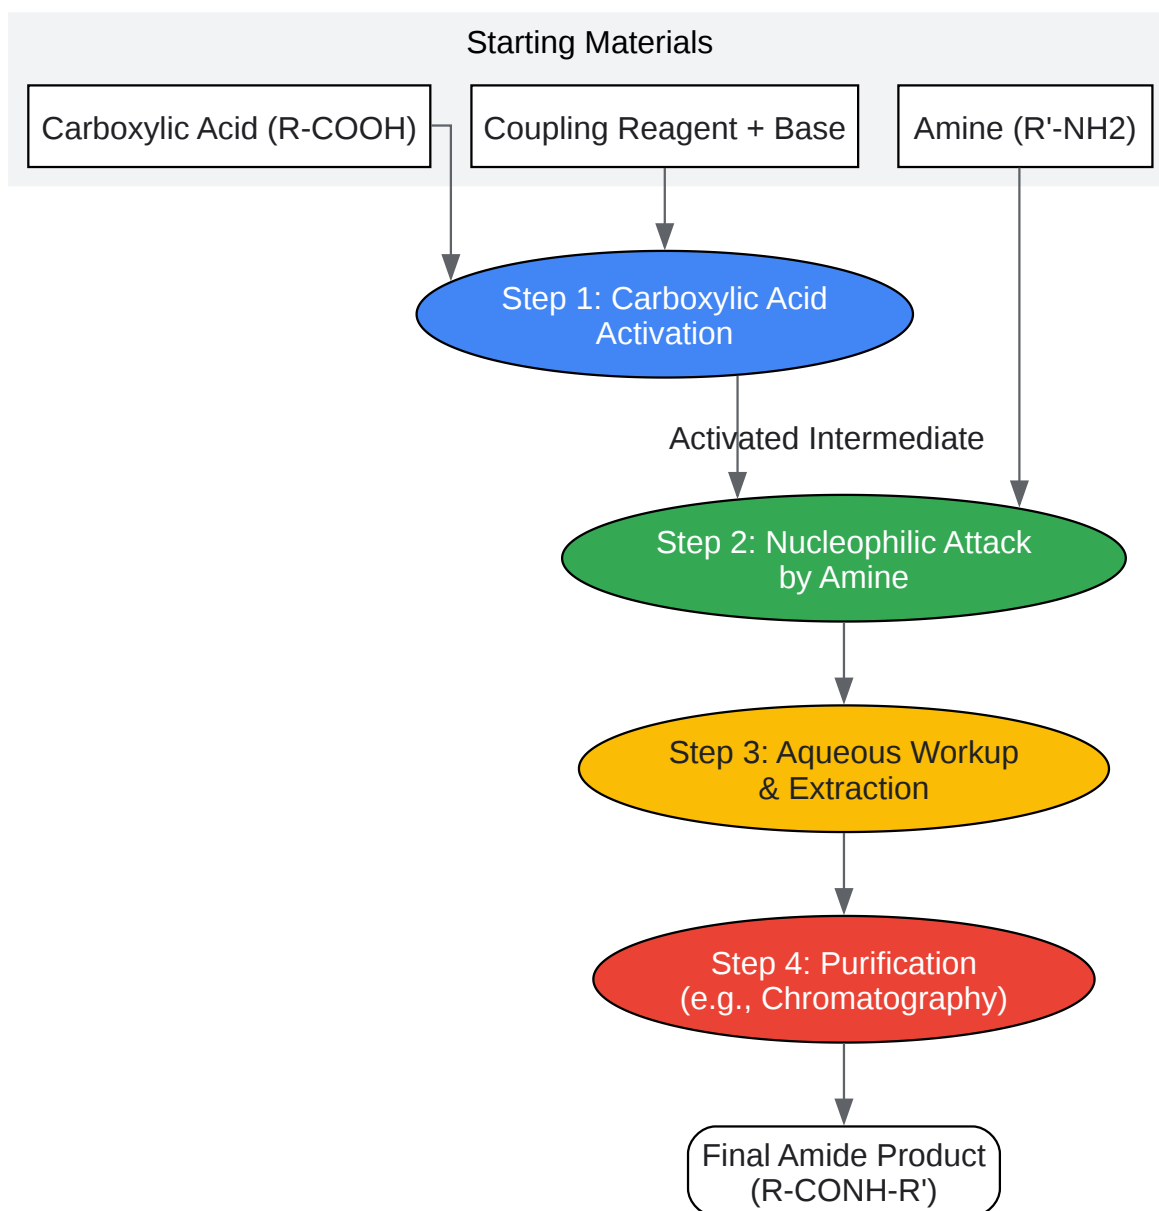 Starting Materials
Carboxylic Acid (R-COOH)
Coupling Reagent + Base
Amine (R'-NH2)
Step 1: Carboxylic Acid
Activation
Activated Intermediate
Step 2: Nucleophilic Attack
by Amine
Step 3: Aqueous Workup
& Extraction
Step 4: Purification
(e.g., Chromatography)
Final Amide Product
(R-CONH-R')